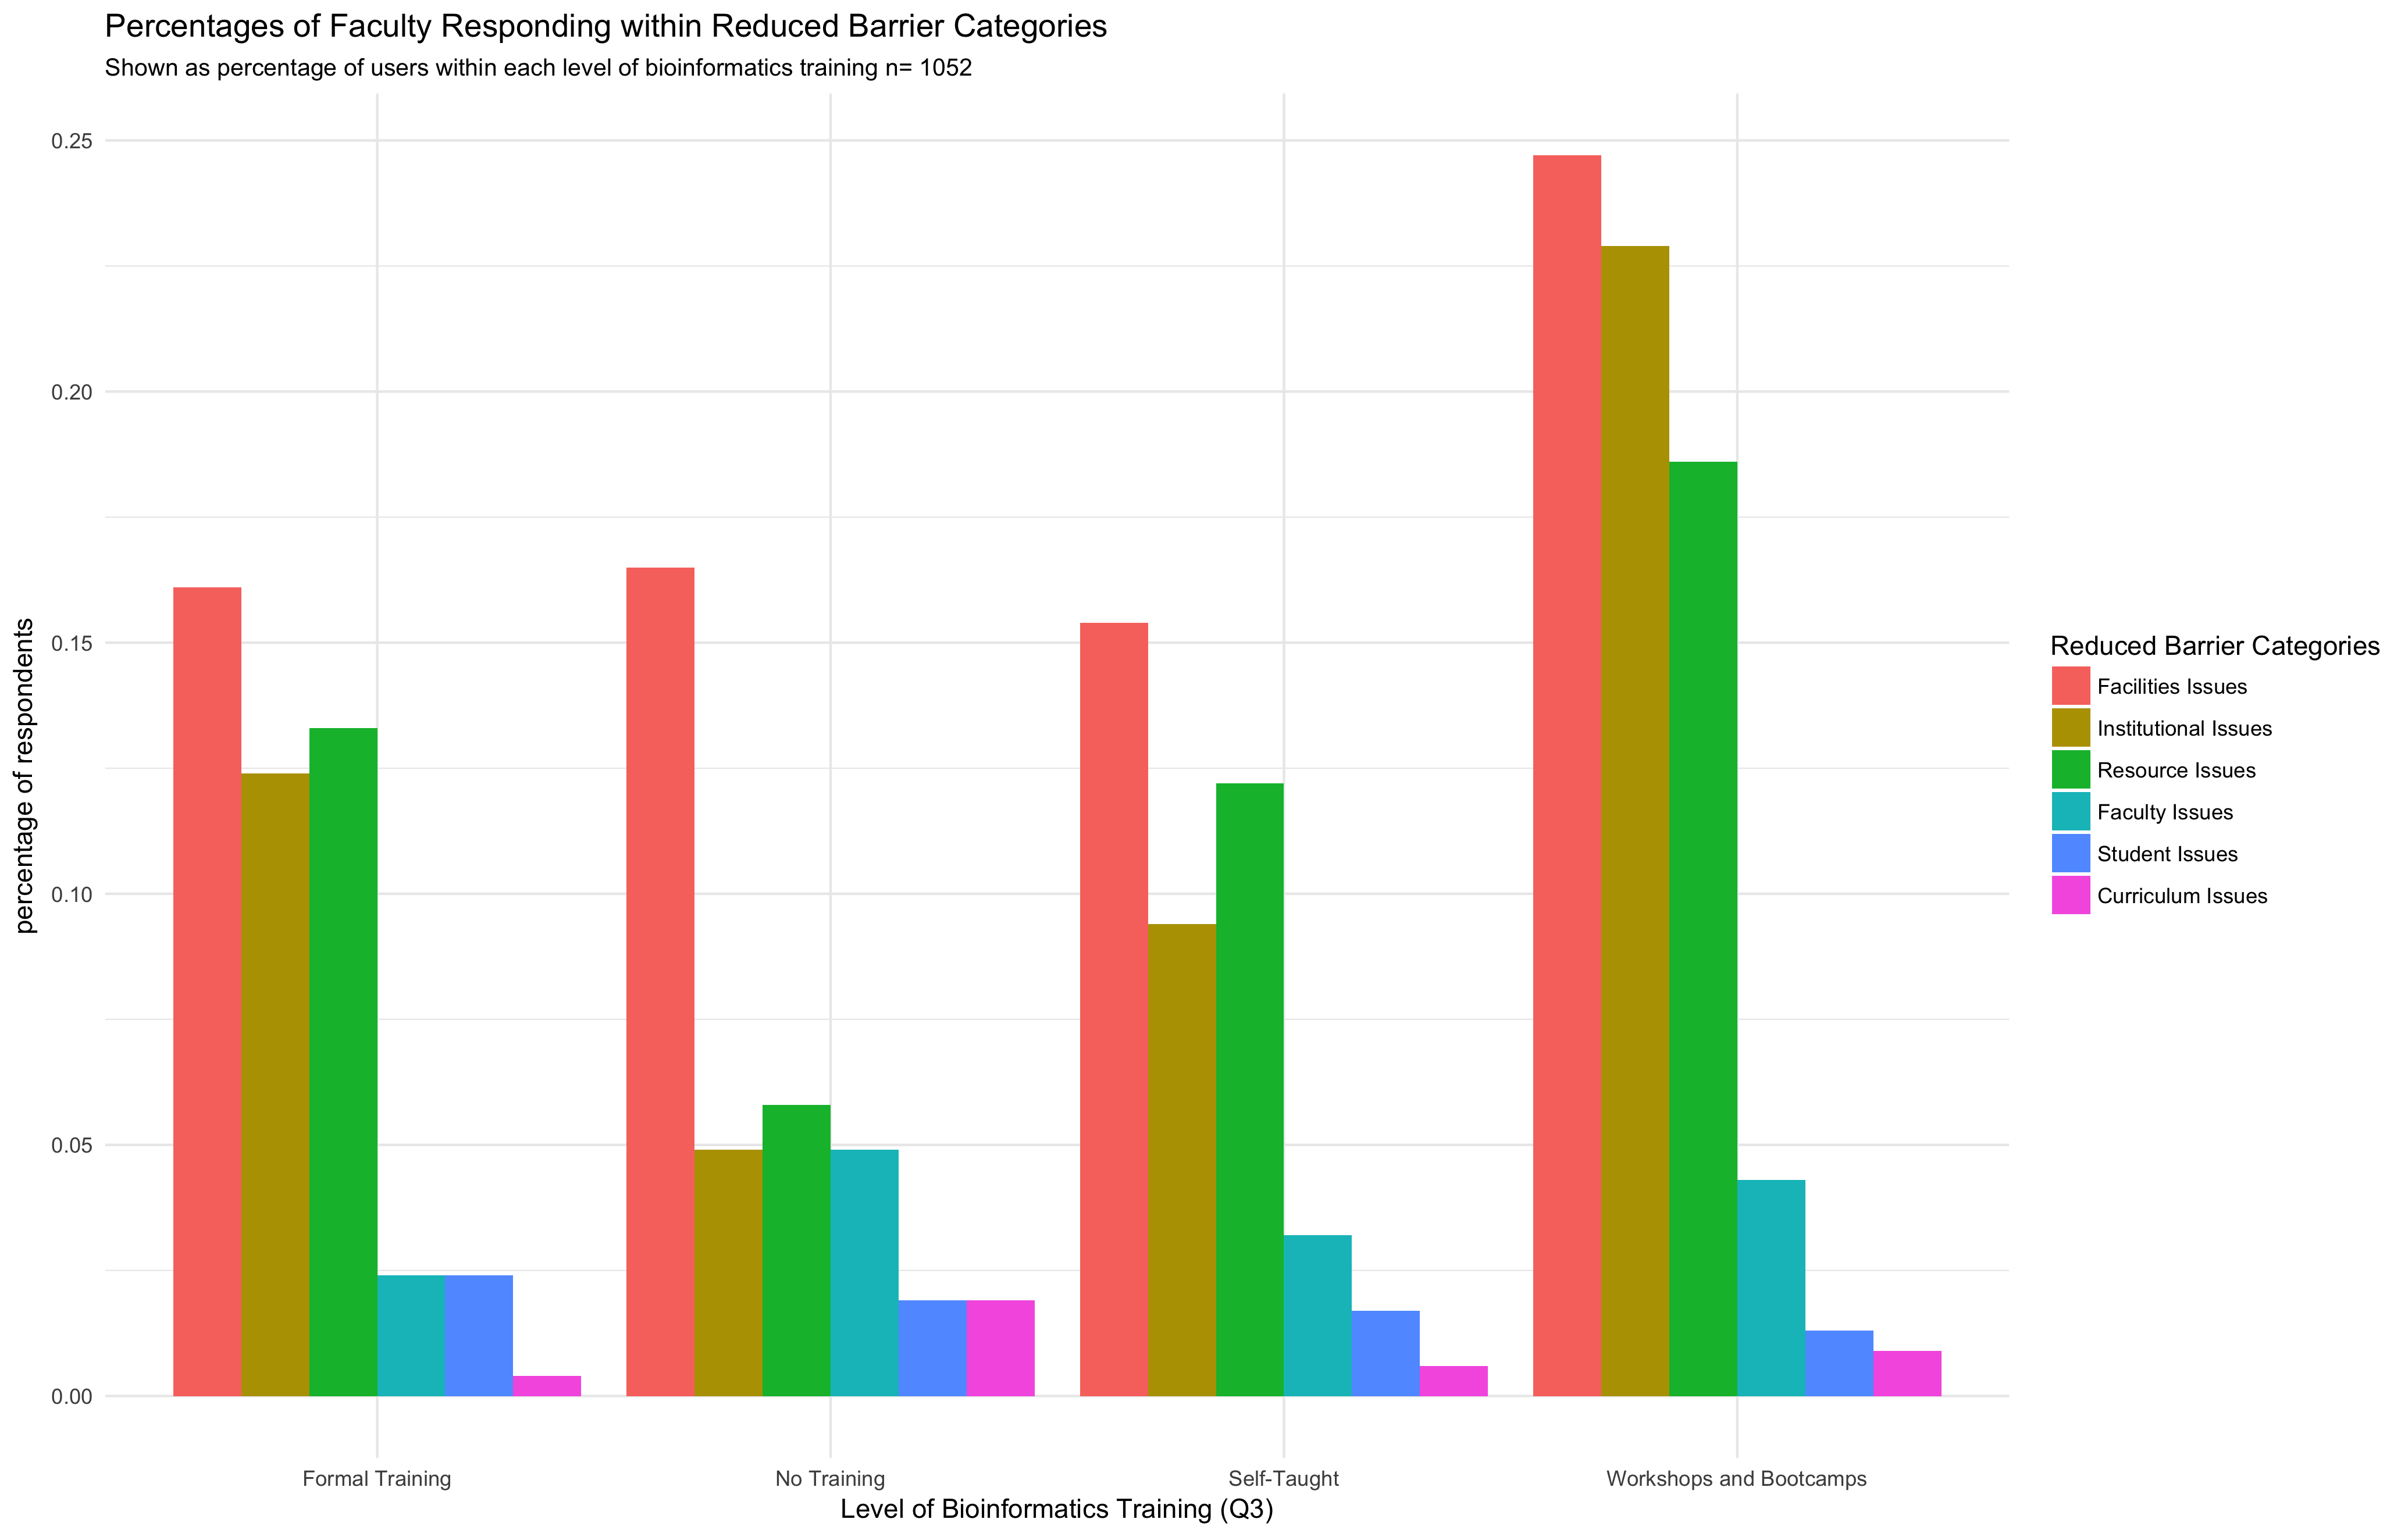 Percentages of Faculty Responding within Reduced Barrier Categories
Shown as percentage of users within each level of bioinformatics training n= 1052
percentage of respondents
0.25
0.20
0.15
0.10
0.05
0.00
Formal Training
No Training
Self-Taught
Workshops and Bootcamps
Level of Bioinformatics Training (Q3)
Reduced Barrier Categories
Facilities Issues
Institutional Issues
Resource Issues
Faculty Issues
Student Issues
Curriculum Issues